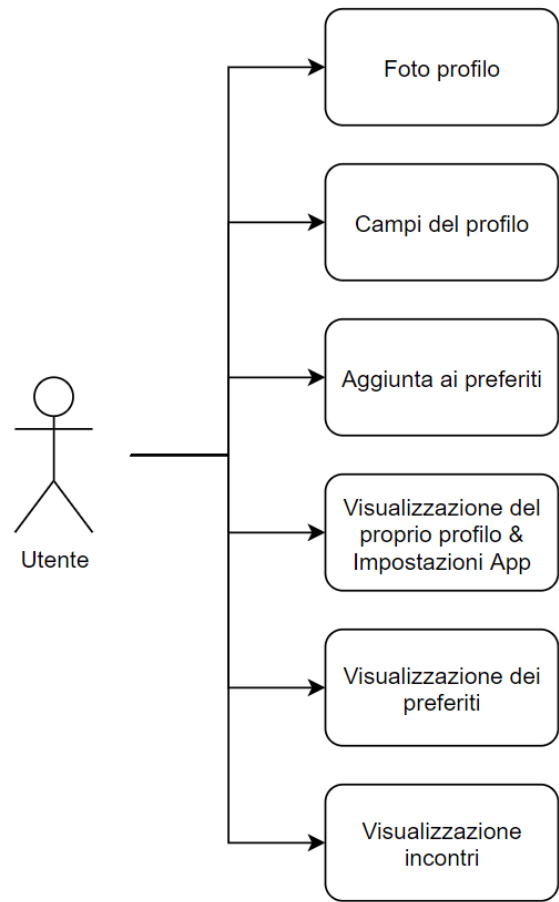 Foto profilo
Campi del profilo
Aggiunta ai preferiti
Visualizzazione del
proprio profilo &
Impostazioni App
Utente
Visualizzazione dei
preferiti
Visualizzazione
incontri